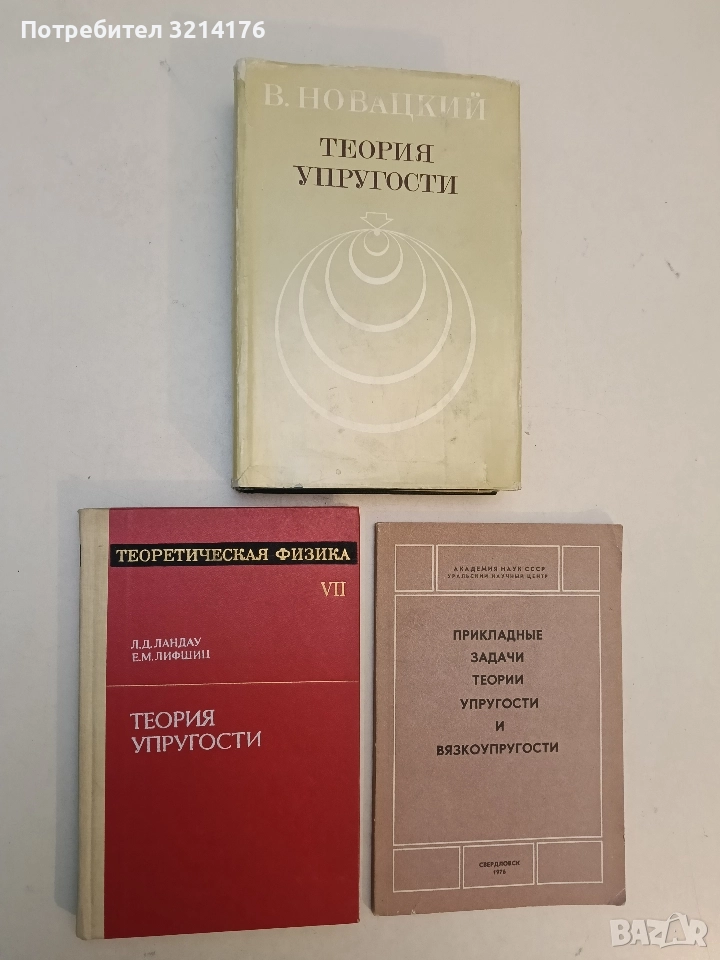 Потребител 3214176
В. НОВАЦКИЙ
ТЕОРИЯ
УПРУГОСТИ
ТЕОРЕТИЧЕСКАЯ ФИЗИКА
VII
Л.Д.ЛАНДАУ
Е.М.ЛИФШИЦ
ТЕОРИЯ
УПРУГОСТИ
АКАДЕМИЯ НАУК СССР
УРАЛЬСКИЙ НАУЧНЫЙ ЦЕНТР
ПРИКЛАДНЫЕ
ЗАДАЧИ
ТЕОРИИ
УПРУГОСТИ
И
ВЯЗКОУПРУГОСТИ
СВЕРДЛОВСК
1976
BAZAR